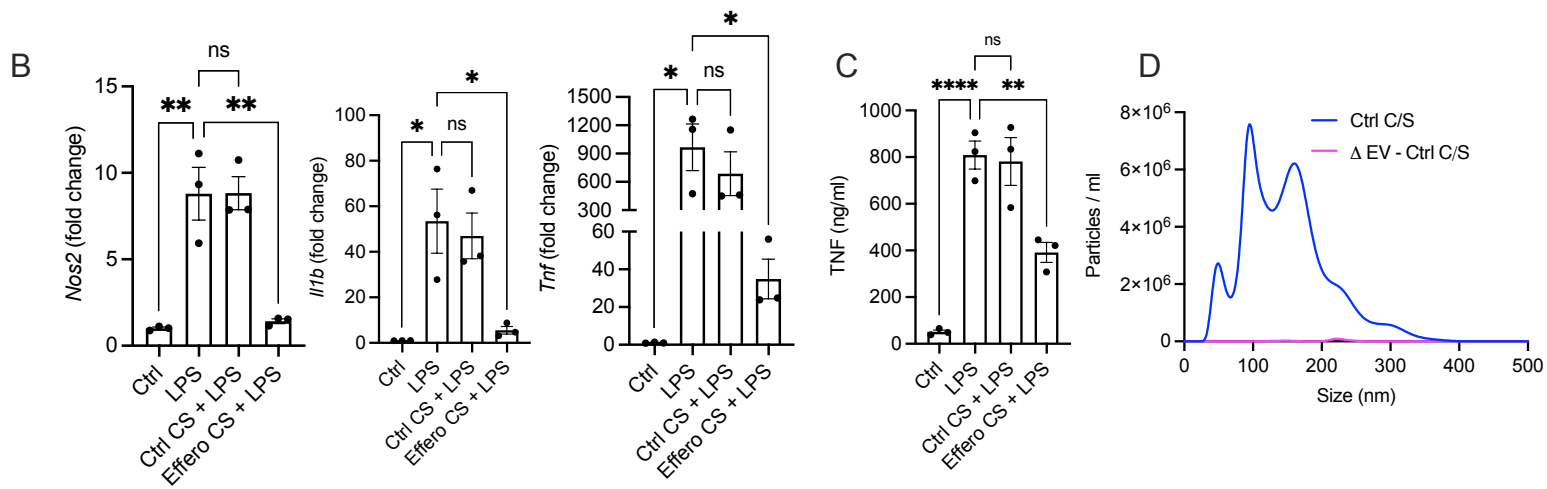 B
ns
✱✱
✱✱
Nos2 (fold change)
15
10
5
0
Ctrl
LPS
Ctrl CS + LPS
Effero CS + LPS
✱
✱
ns
Il1b (fold change)
100
80
60
40
20
0
Ctrl
LPS
Ctrl CS + LPS
Effero CS + LPS
✱
✱
ns
Tnf (fold change)
1500
1200
900
600
300
60
40
20
0
Ctrl
LPS
Ctrl CS + LPS
Effero CS + LPS
C
ns
✱✱✱✱
✱✱
TNF (ng/ml)
1000
800
600
400
200
0
Ctrl
LPS
Ctrl CS + LPS
Effero CS + LPS
D
Particles / ml
8×10⁶
6×10⁶
4×10⁶
2×10⁶
0
Ctrl C/S
Δ EV - Ctrl C/S
0 100 200 300 400 500
Size (nm)